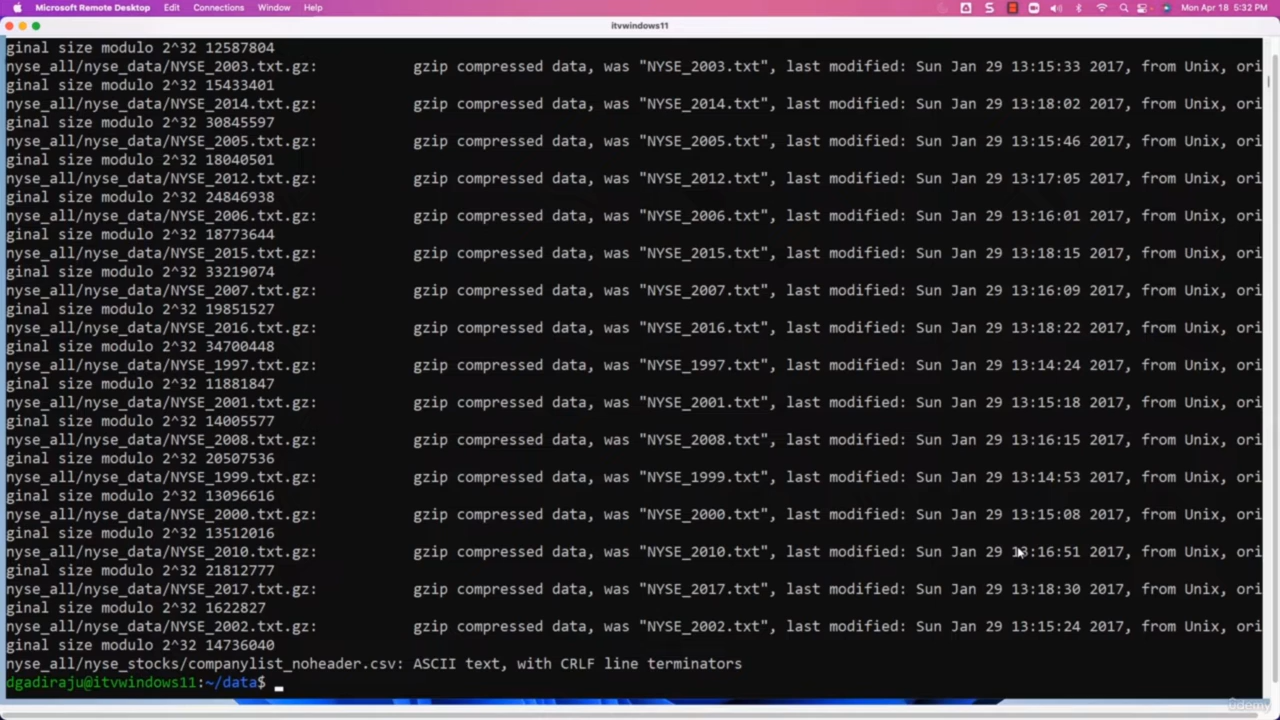 Microsoft Remote Desktop Edit Connections Window Help Mon Apr 18 5:32 PM
itvwindows11
ginal size modulo 2^32 12587804
nyse_all/nyse_data/NYSE_2003.txt.gz: gzip compressed data, was "NYSE_2003.txt", last modified: Sun Jan 29 13:15:33 2017, from Unix, ori
ginal size modulo 2^32 15433401
nyse_all/nyse_data/NYSE_2014.txt.gz: gzip compressed data, was "NYSE_2014.txt", last modified: Sun Jan 29 13:18:02 2017, from Unix, ori
ginal size modulo 2^32 30845597
nyse_all/nyse_data/NYSE_2005.txt.gz: gzip compressed data, was "NYSE_2005.txt", last modified: Sun Jan 29 13:15:46 2017, from Unix, ori
ginal size modulo 2^32 18040501
nyse_all/nyse_data/NYSE_2012.txt.gz: gzip compressed data, was "NYSE_2012.txt", last modified: Sun Jan 29 13:17:05 2017, from Unix, ori
ginal size modulo 2^32 24846938
nyse_all/nyse_data/NYSE_2006.txt.gz: gzip compressed data, was "NYSE_2006.txt", last modified: Sun Jan 29 13:16:01 2017, from Unix, ori
ginal size modulo 2^32 18773644
nyse_all/nyse_data/NYSE_2015.txt.gz: gzip compressed data, was "NYSE_2015.txt", last modified: Sun Jan 29 13:18:15 2017, from Unix, ori
ginal size modulo 2^32 33219074
nyse_all/nyse_data/NYSE_2007.txt.gz: gzip compressed data, was "NYSE_2007.txt", last modified: Sun Jan 29 13:16:09 2017, from Unix, ori
ginal size modulo 2^32 19851527
nyse_all/nyse_data/NYSE_2016.txt.gz: gzip compressed data, was "NYSE_2016.txt", last modified: Sun Jan 29 13:18:22 2017, from Unix, ori
ginal size modulo 2^32 34700448
nyse_all/nyse_data/NYSE_1997.txt.gz: gzip compressed data, was "NYSE_1997.txt", last modified: Sun Jan 29 13:14:24 2017, from Unix, ori
ginal size modulo 2^32 11881847
nyse_all/nyse_data/NYSE_2001.txt.gz: gzip compressed data, was "NYSE_2001.txt", last modified: Sun Jan 29 13:15:18 2017, from Unix, ori
ginal size modulo 2^32 14005577
nyse_all/nyse_data/NYSE_2008.txt.gz: gzip compressed data, was "NYSE_2008.txt", last modified: Sun Jan 29 13:16:15 2017, from Unix, ori
ginal size modulo 2^32 20507536
nyse_all/nyse_data/NYSE_1999.txt.gz: gzip compressed data, was "NYSE_1999.txt", last modified: Sun Jan 29 13:14:53 2017, from Unix, ori
ginal size modulo 2^32 13096616
nyse_all/nyse_data/NYSE_2000.txt.gz: gzip compressed data, was "NYSE_2000.txt", last modified: Sun Jan 29 13:15:08 2017, from Unix, ori
ginal size modulo 2^32 13512016
nyse_all/nyse_data/NYSE_2010.txt.gz: gzip compressed data, was "NYSE_2010.txt", last modified: Sun Jan 29 13:16:51 2017, from Unix, ori
ginal size modulo 2^32 21812777
nyse_all/nyse_data/NYSE_2017.txt.gz: gzip compressed data, was "NYSE_2017.txt", last modified: Sun Jan 29 13:18:30 2017, from Unix, ori
ginal size modulo 2^32 1622827
nyse_all/nyse_data/NYSE_2002.txt.gz: gzip compressed data, was "NYSE_2002.txt", last modified: Sun Jan 29 13:15:24 2017, from Unix, ori
ginal size modulo 2^32 14736040
nyse_all/nyse_stocks/companylist_noheader.csv: ASCII text, with CRLF line terminators
dgadiraju@itvwindows11:~/data$
ûdemy